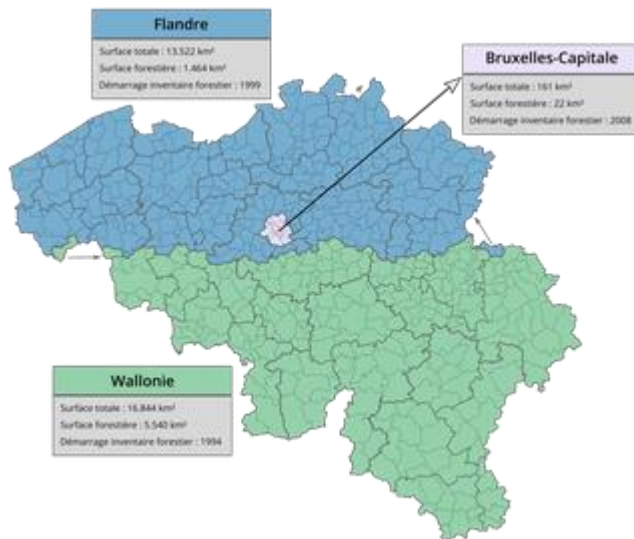 Flandre
Surface totale : 13.522 km²
Surface forestière : 1.464 km²
Démarrage inventaire forestier : 1999
Bruxelles-Capitale
Surface totale : 161 km²
Surface forestière : 22 km²
Démarrage inventaire forestier : 2008
Wallonie
Surface totale : 16.844 km²
Surface forestière : 5.540 km²
Démarrage inventaire forestier : 1994